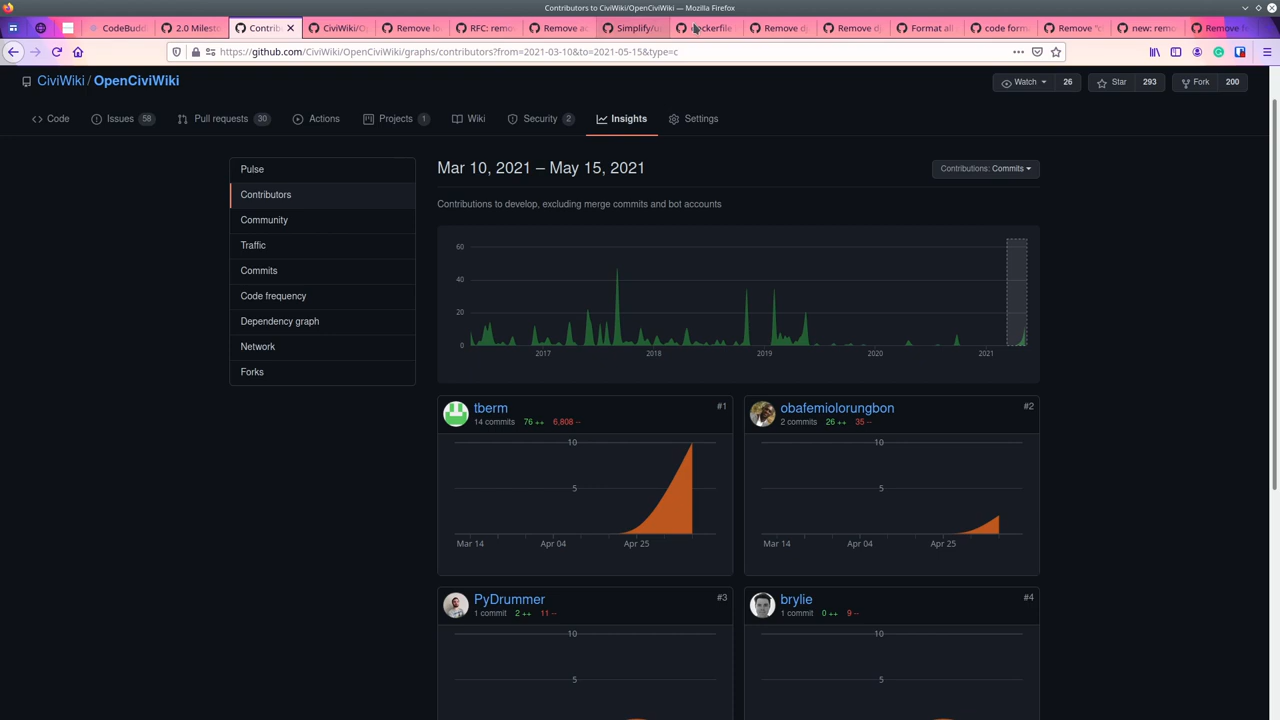 Contributors to CiviWiki/OpenCiviWiki — Mozilla Firefox
CodeBudd
2.0 Milest
Contrib
CiviWiki/O
Remove lo
RFC: remo
Remove a
Simplify/u
ckerfile
Remove d
Remove d
Format all
code form
Remove "c
new: remo
Remove f
https://github.com/CiviWiki/OpenCiviWiki/graphs/contributors?from=2021-03-10&to=2021-05-15&type=c
CiviWiki / OpenCiviWiki
Watch 26
Star 293
Fork 200
Code
Issues 58
Pull requests 30
Actions
Projects 1
Wiki
Security 2
Insights
Settings
Pulse
Contributors
Community
Traffic
Commits
Code frequency
Dependency graph
Network
Forks
Mar 10, 2021 – May 15, 2021
Contributions: Commits
Contributions to develop, excluding merge commits and bot accounts
60
40
20
0
2017 2018 2019 2020 2021
tberm #1
14 commits 76 ++ 6,808 --
10
5
Mar 14 Apr 04 Apr 25
obafemiolorungbon #2
2 commits 26 ++ 35 --
10
5
Mar 14 Apr 04 Apr 25
PyDrummer #3
1 commit 2 ++ 11 --
10
5
brylie #4
1 commit 0 ++ 9 --
10
5